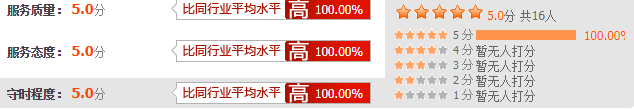 服务质量：5.0分 比同行业平均水平 高 100.00%
服务态度：5.0分 比同行业平均水平 高 100.00%
守时程度：5.0分 比同行业平均水平 高 100.00%
5.0分 共16人
5分 100.00%
4分 暂无人打分
3分 暂无人打分
2分 暂无人打分
1分 暂无人打分